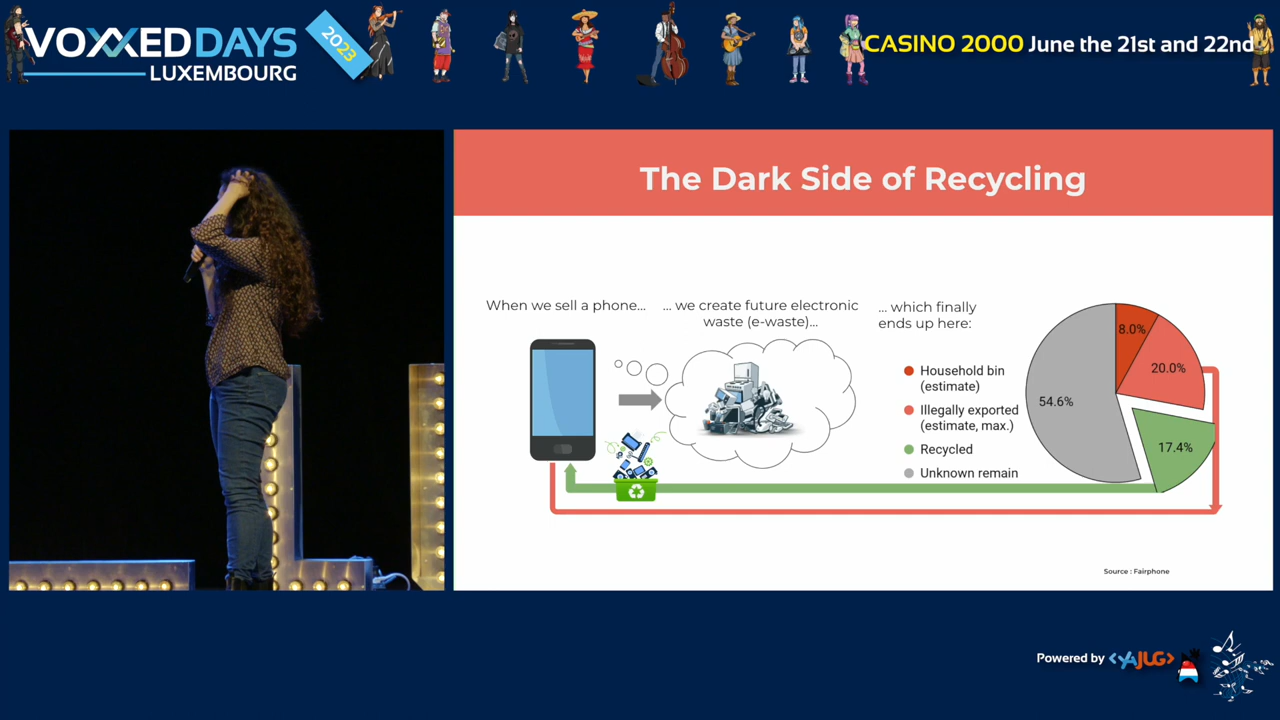 VOXXED DAYS
LUXEMBOURG
2023
CASINO 2000 June the 21st and 22nd
The Dark Side of Recycling
When we sell a phone...
... we create future electronic
waste (e-waste)...
... which finally
ends up here:
Household bin
(estimate)
Illegally exported
(estimate, max.)
Recycled
Unknown remain
8.0%
20.0%
17.4%
54.6%
Source : Fairphone
Powered by <YAJUG>